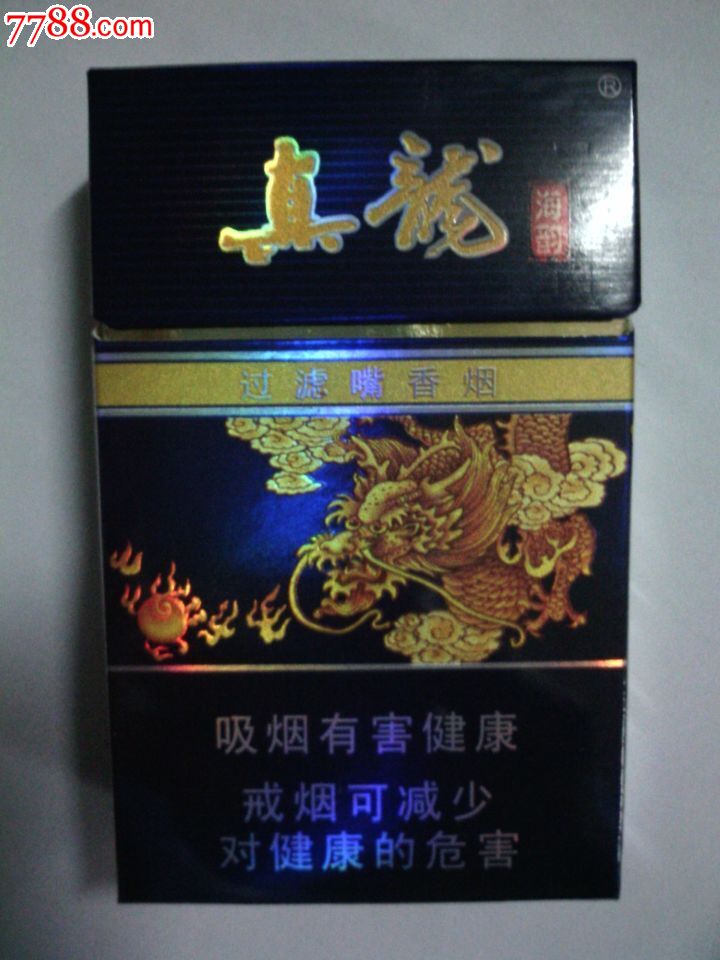 7788.com
®
真龙
海韵
过滤嘴香烟
吸烟有害健康
戒烟可减少
对健康的危害